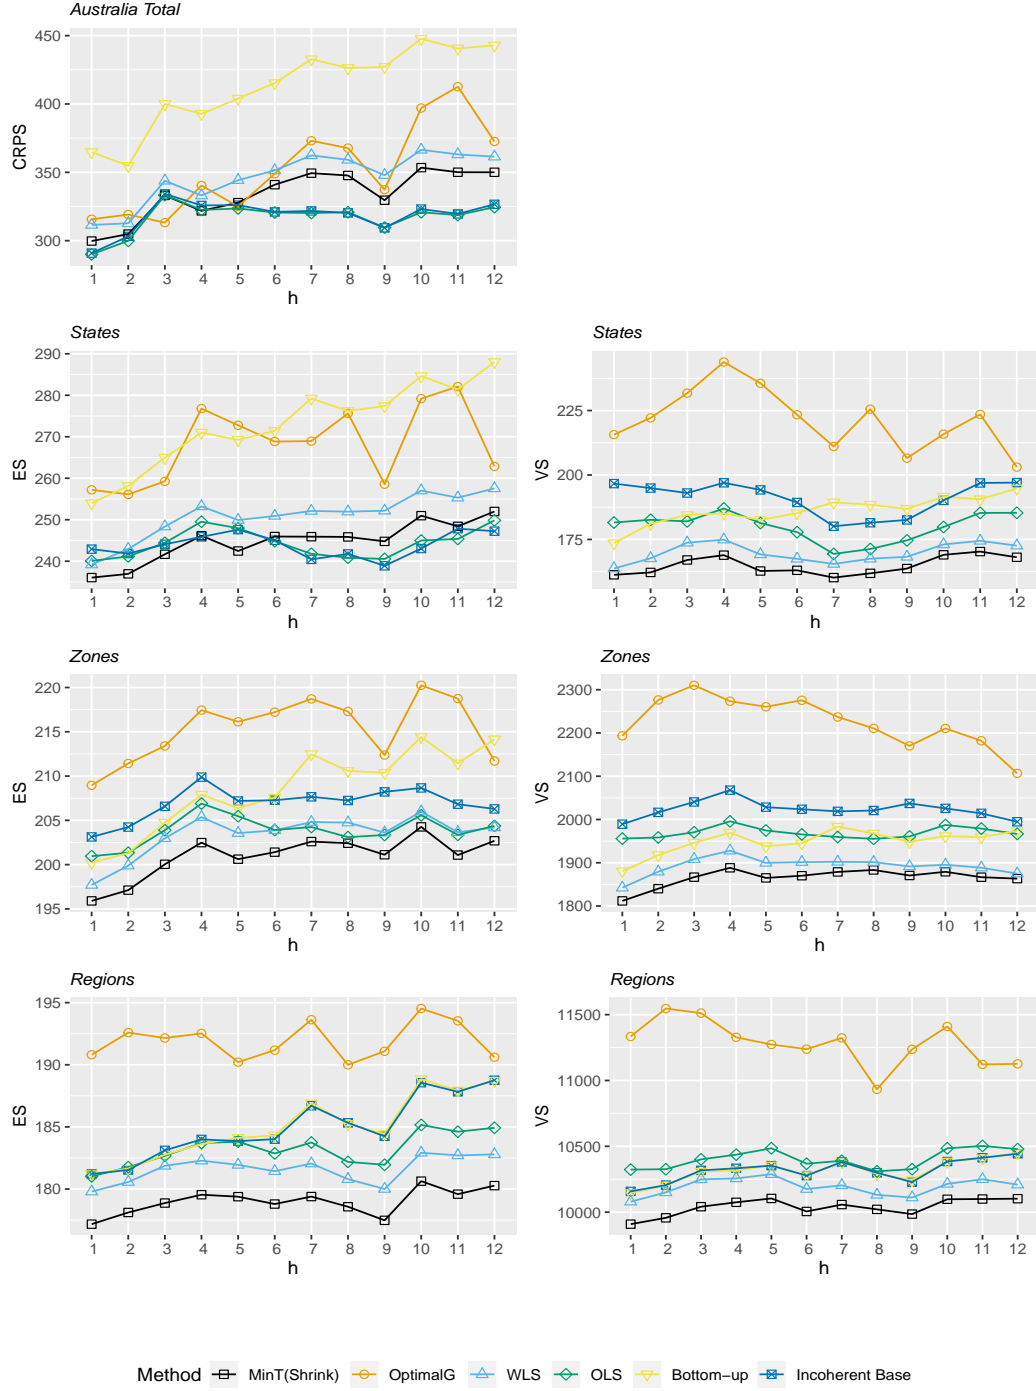 Australia Total
450
400
350
300
CRPS
1 2 3 4 5 6 7 8 9 10 11 12
h
States
290
280
270
260
250
240
ES
1 2 3 4 5 6 7 8 9 10 11 12
h
States
225
200
175
VS
1 2 3 4 5 6 7 8 9 10 11 12
h
Zones
220
215
210
205
200
195
ES
1 2 3 4 5 6 7 8 9 10 11 12
h
Zones
2300
2200
2100
2000
1900
1800
VS
1 2 3 4 5 6 7 8 9 10 11 12
h
Regions
195
190
185
180
ES
1 2 3 4 5 6 7 8 9 10 11 12
h
Regions
11500
11000
10500
10000
VS
1 2 3 4 5 6 7 8 9 10 11 12
h
Method MinT(Shrink) OptimalG WLS OLS Bottom−up Incoherent Base